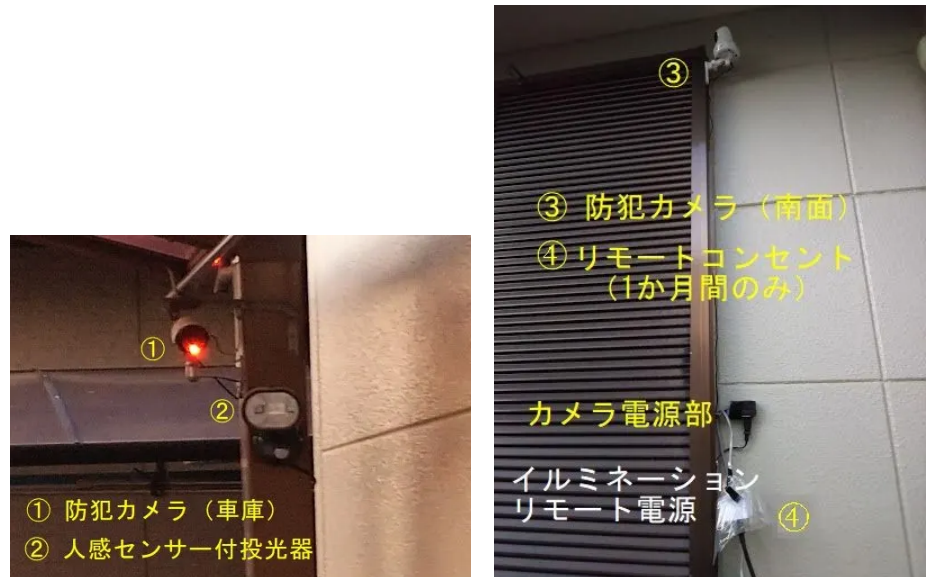 ①
②
① 防犯カメラ（車庫）
② 人感センサー付投光器
③
③ 防犯カメラ（南面）
④ リモートコンセント
（1か月間のみ）
カメラ電源部
イルミネーション
リモート電源
④